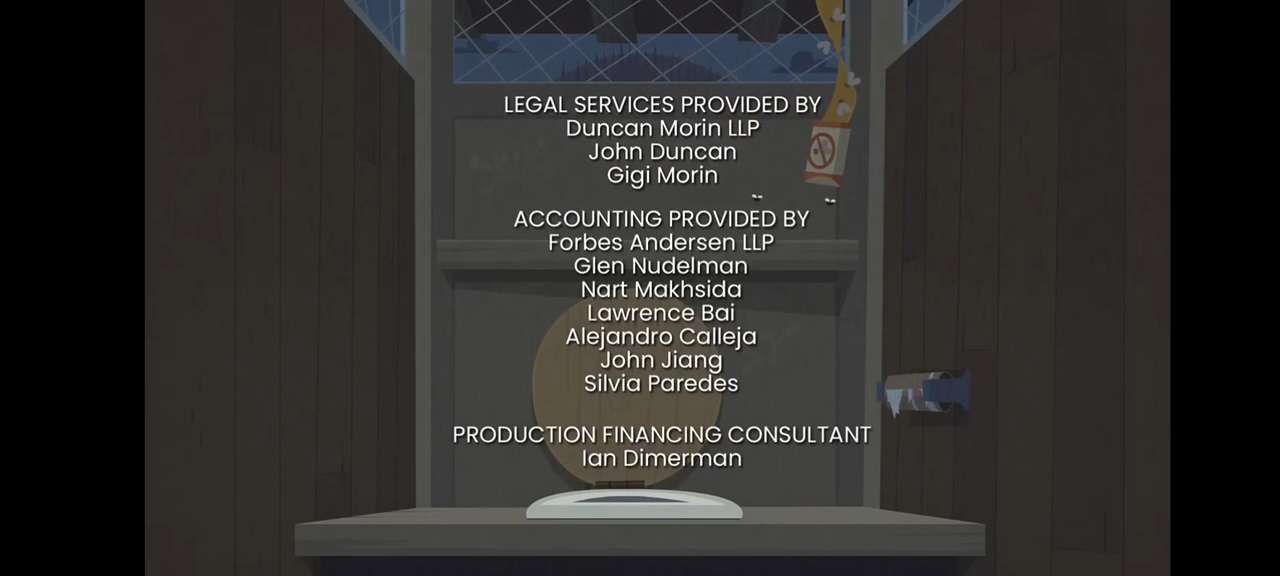 LEGAL SERVICES PROVIDED BY
Duncan Morin LLP
John Duncan
Gigi Morin
ACCOUNTING PROVIDED BY
Forbes Andersen LLP
Glen Nudelman
Nart Makhsida
Lawrence Bai
Alejandro Calleja
John Jiang
Silvia Paredes
PRODUCTION FINANCING CONSULTANT
Ian Dimerman